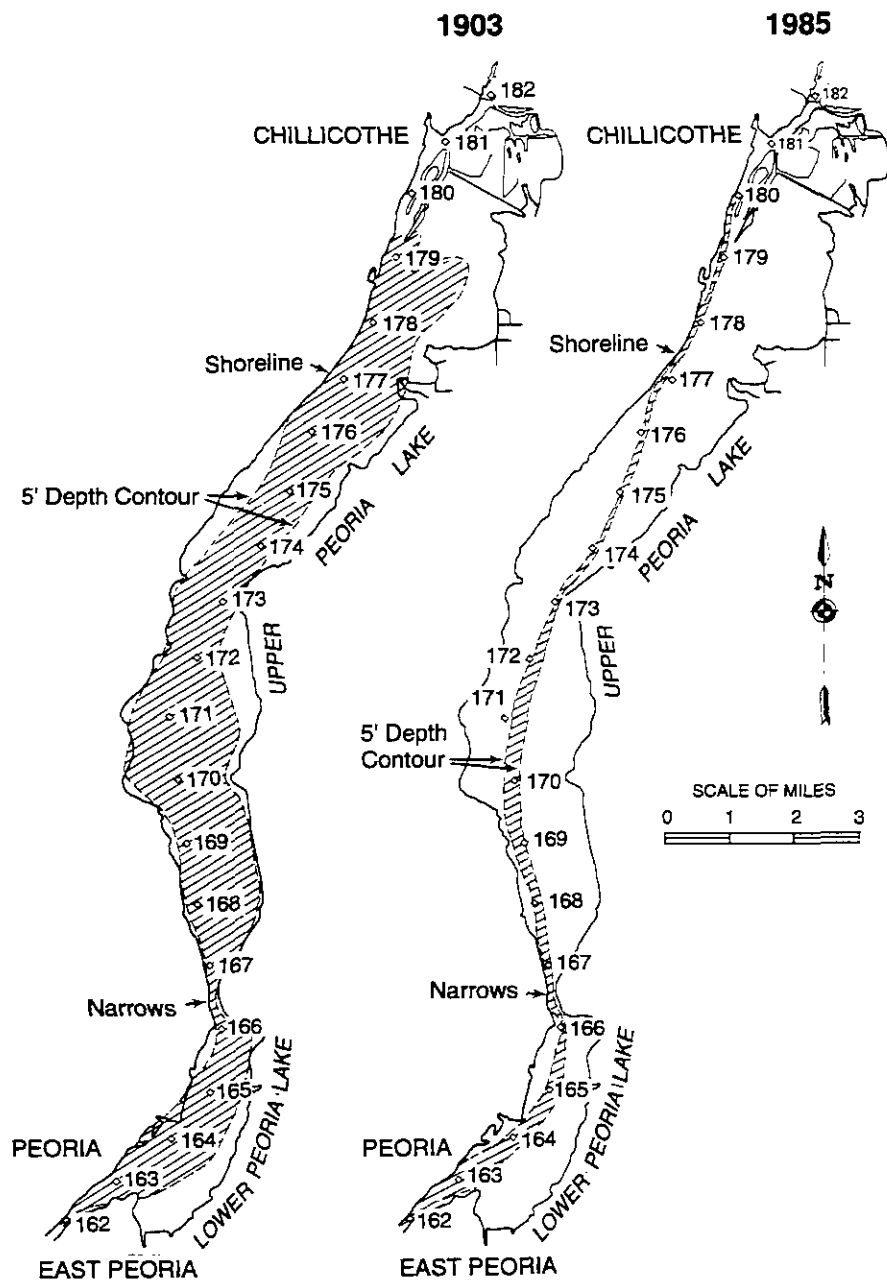 1903
182
CHILLICOTHE
181
180
179
178
Shoreline
177
176
LAKE
5' Depth Contour
175
PEORIA
174
173
UPPER
172
171
170
169
168
167
Narrows
166
165
LOWER PEORIA LAKE
PEORIA
164
163
162
EAST PEORIA
1985
182
CHILLICOTHE
181
180
179
178
Shoreline
177
176
LAKE
175
PEORIA
174
173
UPPER
172
171
5' Depth
Contour
170
169
168
167
Narrows
166
165
LOWER PEORIA LAKE
PEORIA
164
163
162
EAST PEORIA
N
SCALE OF MILES
0 1 2 3